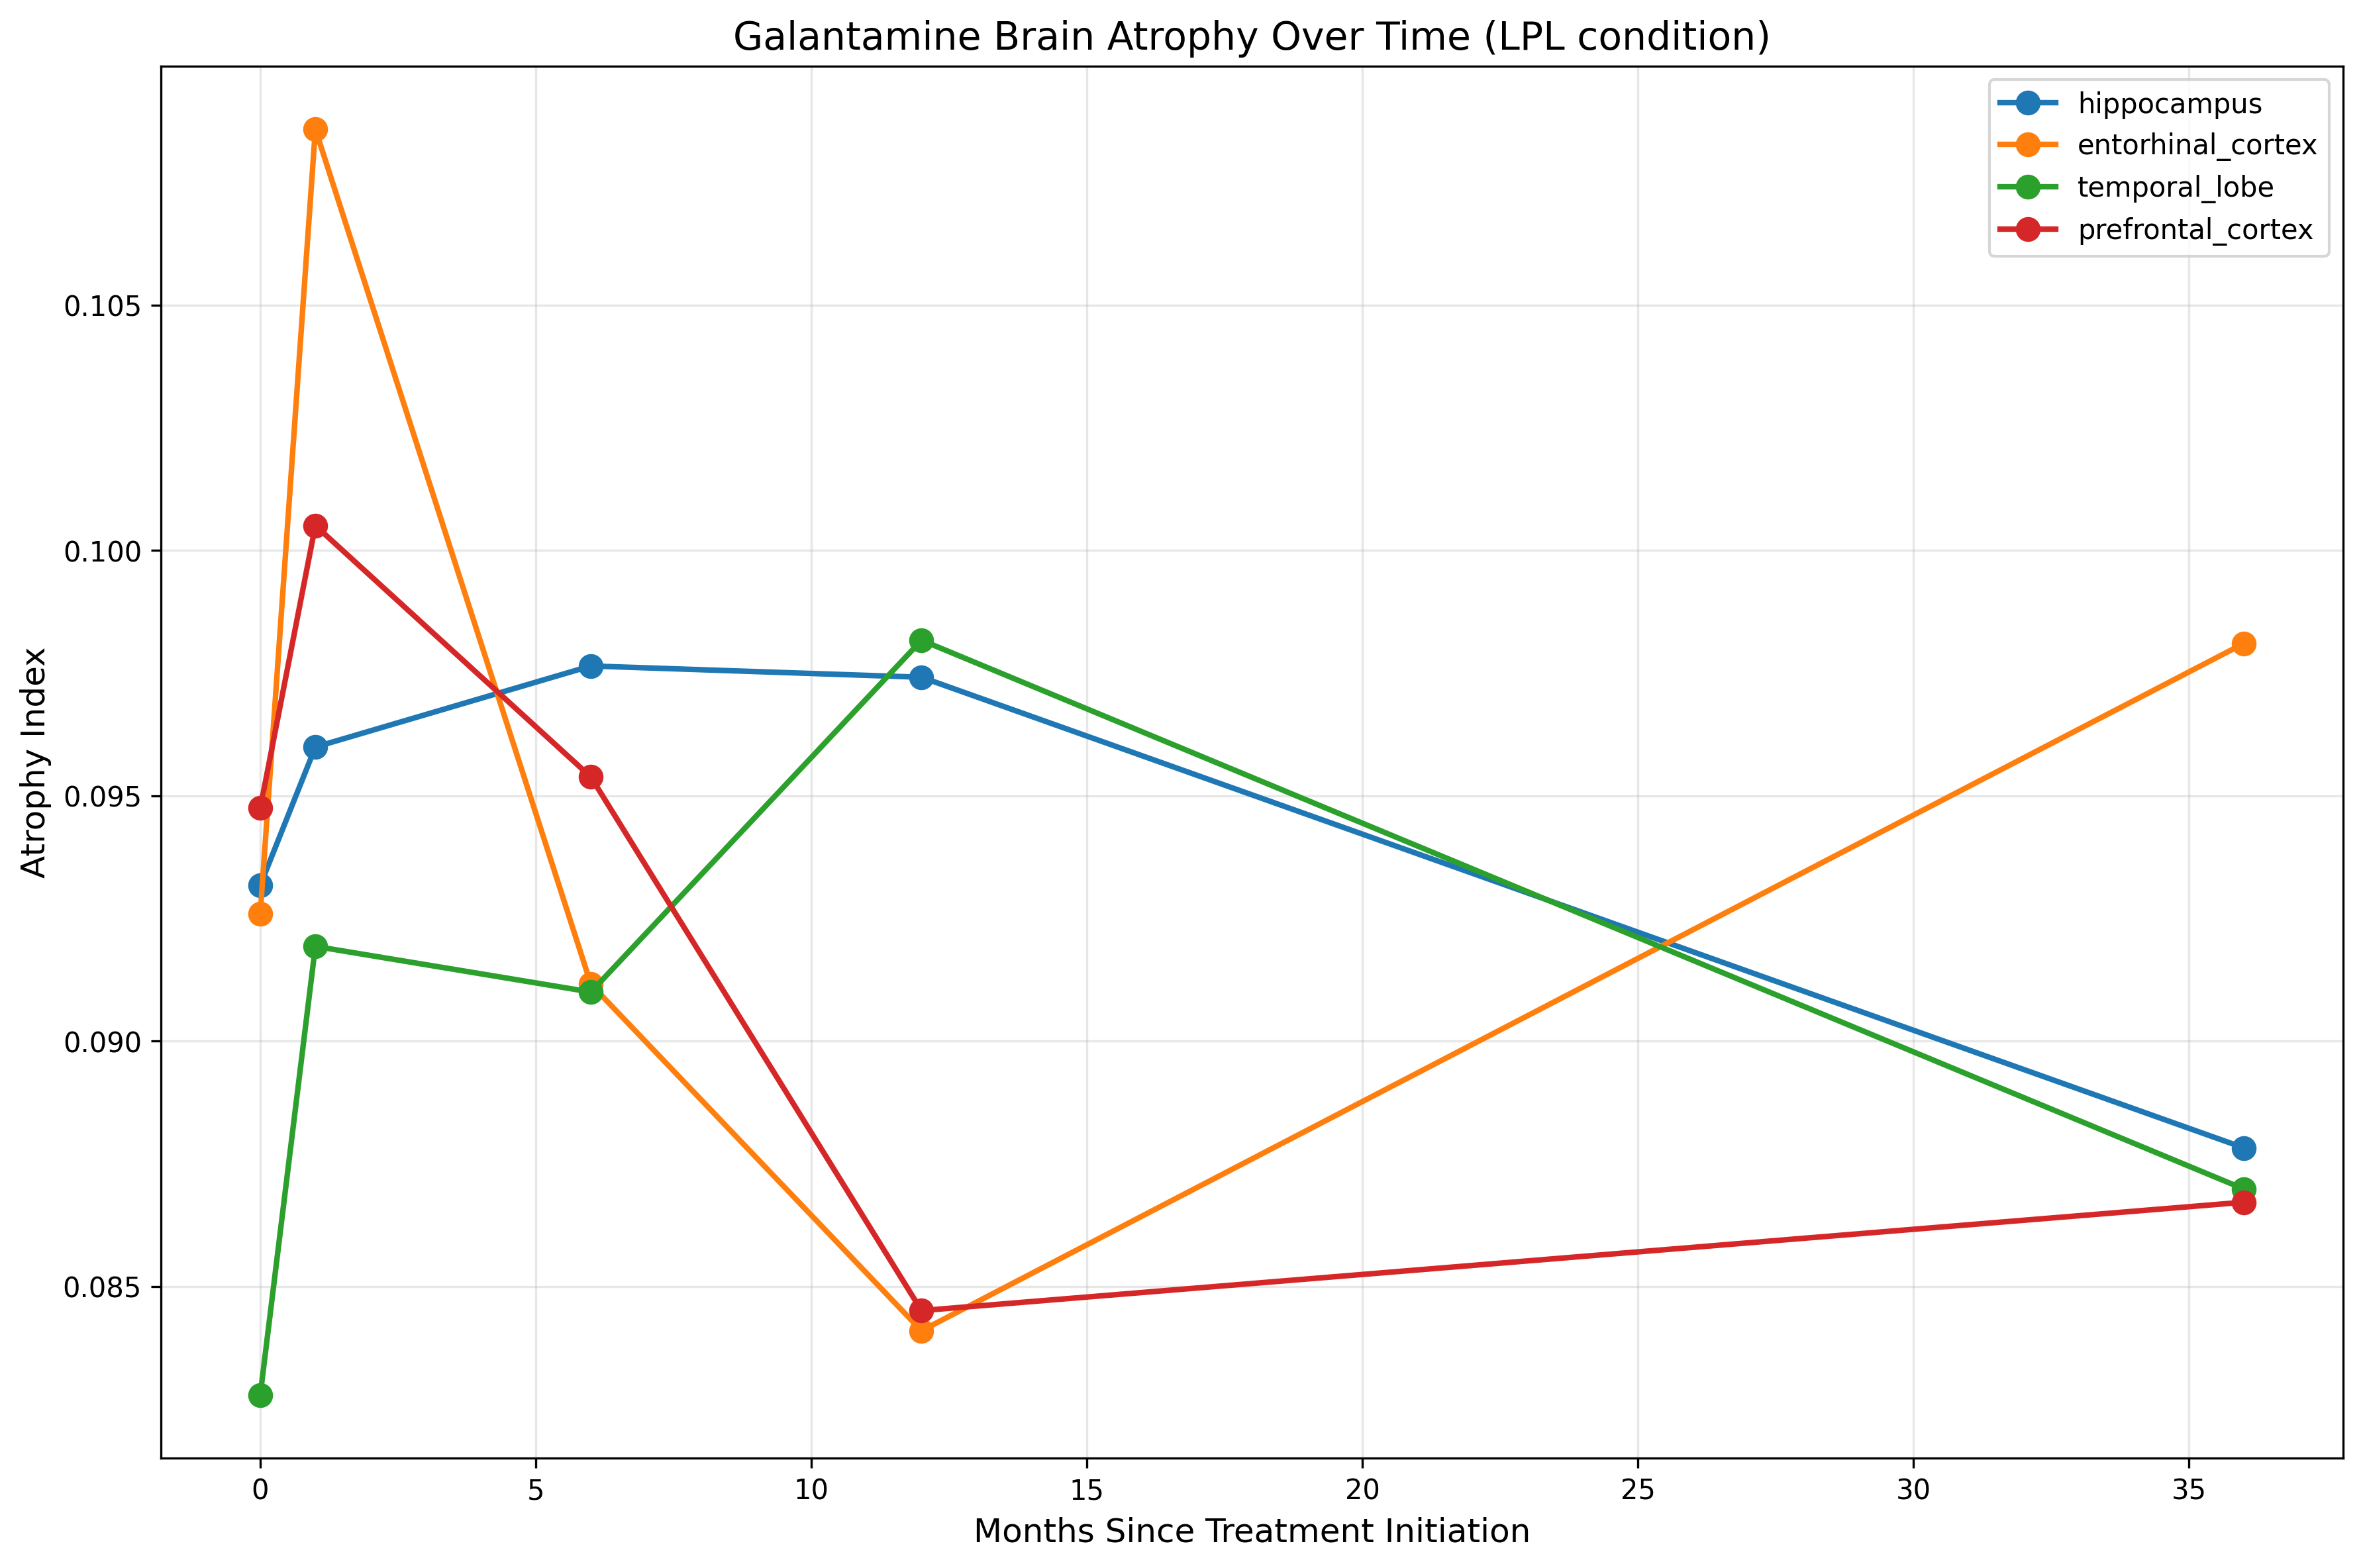 Galantamine Brain Atrophy Over Time (LPL condition)
hippocampus
entorhinal_cortex
temporal_lobe
prefrontal_cortex
Atrophy Index
0.105
0.100
0.095
0.090
0.085
0 5 10 15 20 25 30 35
Months Since Treatment Initiation